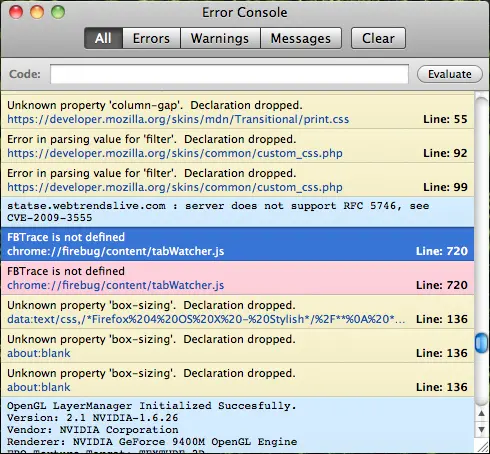 Error Console
All Errors Warnings Messages Clear
Code: Evaluate
Unknown property 'column-gap'.  Declaration dropped.
https://developer.mozilla.org/skins/mdn/Transitional/print.css Line: 55
Error in parsing value for 'filter'.  Declaration dropped.
https://developer.mozilla.org/skins/common/custom_css.php Line: 92
Error in parsing value for 'filter'.  Declaration dropped.
https://developer.mozilla.org/skins/common/custom_css.php Line: 99
statse.webtrendslive.com : server does not support RFC 5746, see
CVE-2009-3555
FBTrace is not defined
chrome://firebug/content/tabWatcher.js Line: 720
FBTrace is not defined
chrome://firebug/content/tabWatcher.js Line: 720
Unknown property 'box-sizing'.  Declaration dropped.
data:text/css,/*Firefox%204%20OS%20X%20-%20Stylish*/%2F**%0A%20*... Line: 136
Unknown property 'box-sizing'.  Declaration dropped.
about:blank Line: 136
Unknown property 'box-sizing'.  Declaration dropped.
about:blank Line: 136
OpenGL LayerManager Initialized Succesfully.
Version: 2.1 NVIDIA-1.6.26
Vendor: NVIDIA Corporation
Renderer: NVIDIA GeForce 9400M OpenGL Engine
FBO Texture Target: TEXTURE_2D